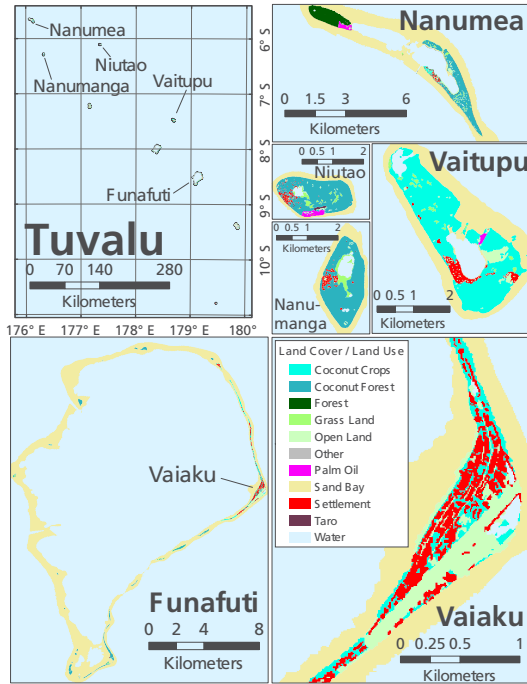 Nanumea
Niutao
Nanumanga
Vaitupu
Funafuti
Tuvalu
0 70 140 280
Kilometers
6° S
7° S
8° S
9° S
10° S
176° E 177° E 178° E 179° E 180° E
Nanumea
0 1.5 3 6
Kilometers
0 0.5 1 2
Kilometers
Niutao
0 0.5 1 2
Kilometers
Nanu-
manga
Vaitupu
0 0.5 1 2
Kilometers
Vaiaku
Funafuti
0 2 4 8
Kilometers
Land Cover / Land Use
Coconut Crops
Coconut Forest
Forest
Grass Land
Open Land
Other
Palm Oil
Sand Bay
Settlement
Taro
Water
Vaiaku
0 0.25 0.5 1
Kilometers